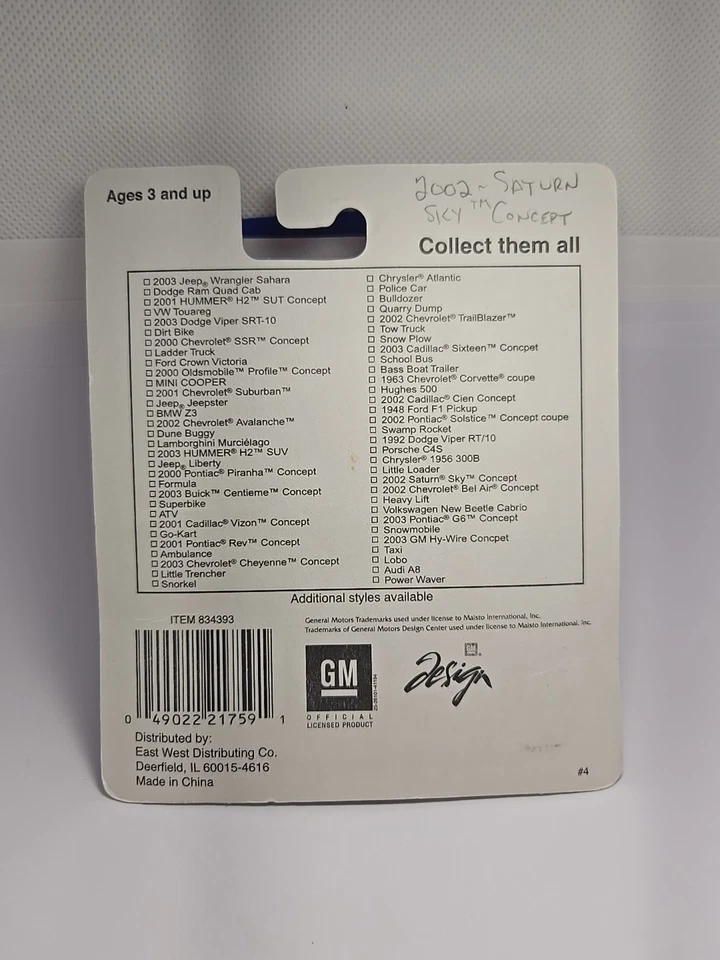 Ages 3 and up
2002~ SATURN
SKY ™ CONCEPT
Collect them all
☐ 2003 Jeep® Wrangler Sahara
☐ Dodge Ram Quad Cab
☐ 2001 HUMMER® H2™ SUT Concept
☐ VW Touareg
☐ 2003 Dodge Viper SRT-10
☐ Dirt Bike
☐ 2000 Chevrolet® SSR™ Concept
☐ Ladder Truck
☐ Ford Crown Victoria
☐ 2000 Oldsmobile™ Profile™ Concept
☐ MINI COOPER
☐ 2001 Chevrolet® Suburban™
☐ Jeep® Jeepster
☐ BMW Z3
☐ 2002 Chevrolet® Avalanche™
☐ Dune Buggy
☐ Lamborghini Murciélago
☐ 2003 HUMMER® H2™ SUV
☐ Jeep® Liberty
☐ 2000 Pontiac® Piranha™ Concept
☐ Formula
☐ 2003 Buick™ Centieme™ Concept
☐ Superbike
☐ ATV
☐ 2001 Cadillac® Vizon™ Concept
☐ Go-Kart
☐ 2001 Pontiac® Rev™ Concept
☐ Ambulance
☐ 2003 Chevrolet® Cheyenne™ Concept
☐ Little Trencher
☐ Snorkel
☐ Chrysler® Atlantic
☐ Police Car
☐ Bulldozer
☐ Quarry Dump
☐ 2002 Chevrolet® TrailBlazer™
☐ Tow Truck
☐ Snow Plow
☐ 2003 Cadillac® Sixteen™ Concpet
☐ School Bus
☐ Bass Boat Trailer
☐ 1963 Chevrolet® Corvette® coupe
☐ Hughes 500
☐ 2002 Cadillac® Cien Concept
☐ 1948 Ford F1 Pickup
☐ 2002 Pontiac® Solstice™ Concept coupe
☐ Swamp Rocket
☐ 1992 Dodge Viper RT/10
☐ Porsche C4S
☐ Chrysler® 1956 300B
☐ Little Loader
☐ 2002 Saturn® Sky™ Concept
☐ 2002 Chevrolet® Bel Air® Concept
☐ Heavy Lift
☐ Volkswagen New Beetle Cabrio
☐ 2003 Pontiac® G6™ Concept
☐ Snowmobile
☐ 2003 GM Hy-Wire Concpet
☐ Taxi
☐ Lobo
☐ Audi A8
☐ Power Waver
Additional styles available
ITEM 834393
0 49022 21759 1
General Motors Trademarks used under license to Maisto International, Inc.
Trademarks of General Motors Design Center used under license to Maisto International, Inc.
GM
OFFICIAL
LICENSED PRODUCT
GM
Design
Distributed by:
East West Distributing Co.
Deerfield, IL 60015-4616
Made in China
#4